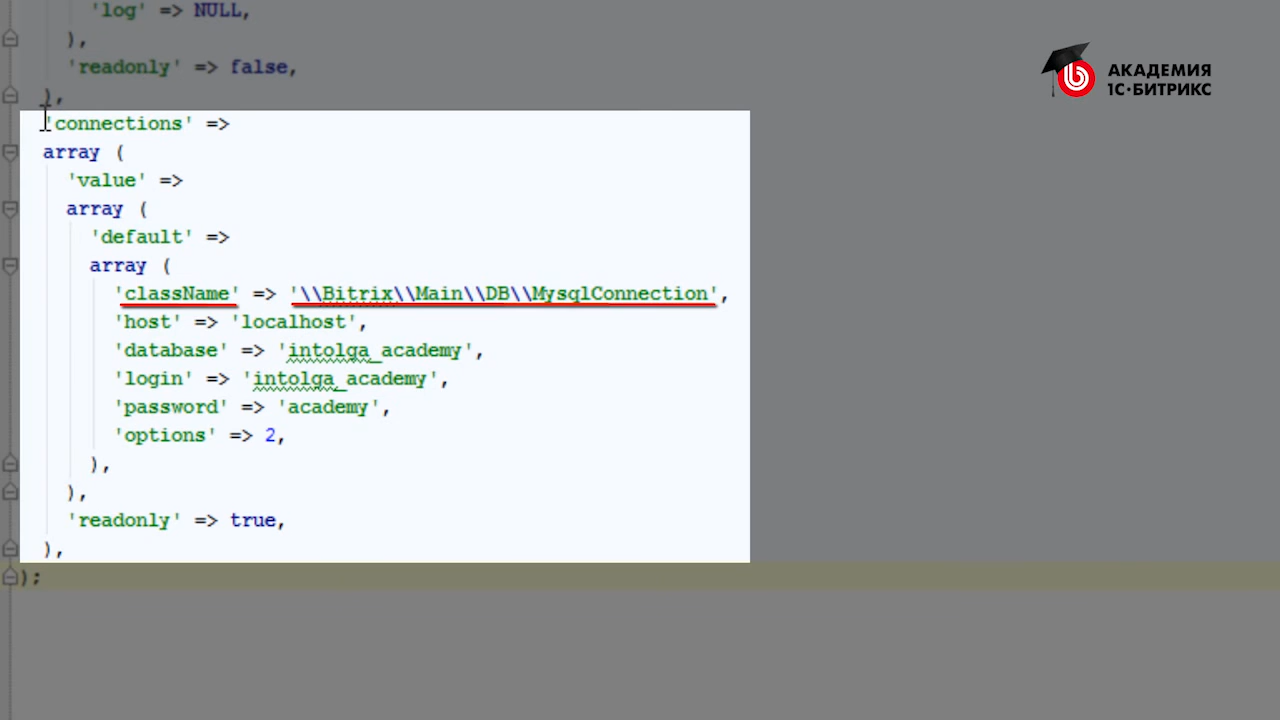 'log' => NULL,
),
'readonly' => false,
),
АКАДЕМИЯ
1С·БИТРИКС
'connections' =>
array (
'value' =>
array (
'default' =>
array (
'className' => '\\Bitrix\\Main\\DB\\MysqlConnection',
'host' => 'localhost',
'database' => 'intolga_academy',
'login' => 'intolga_academy',
'password' => 'academy',
'options' => 2,
),
),
'readonly' => true,
),
);